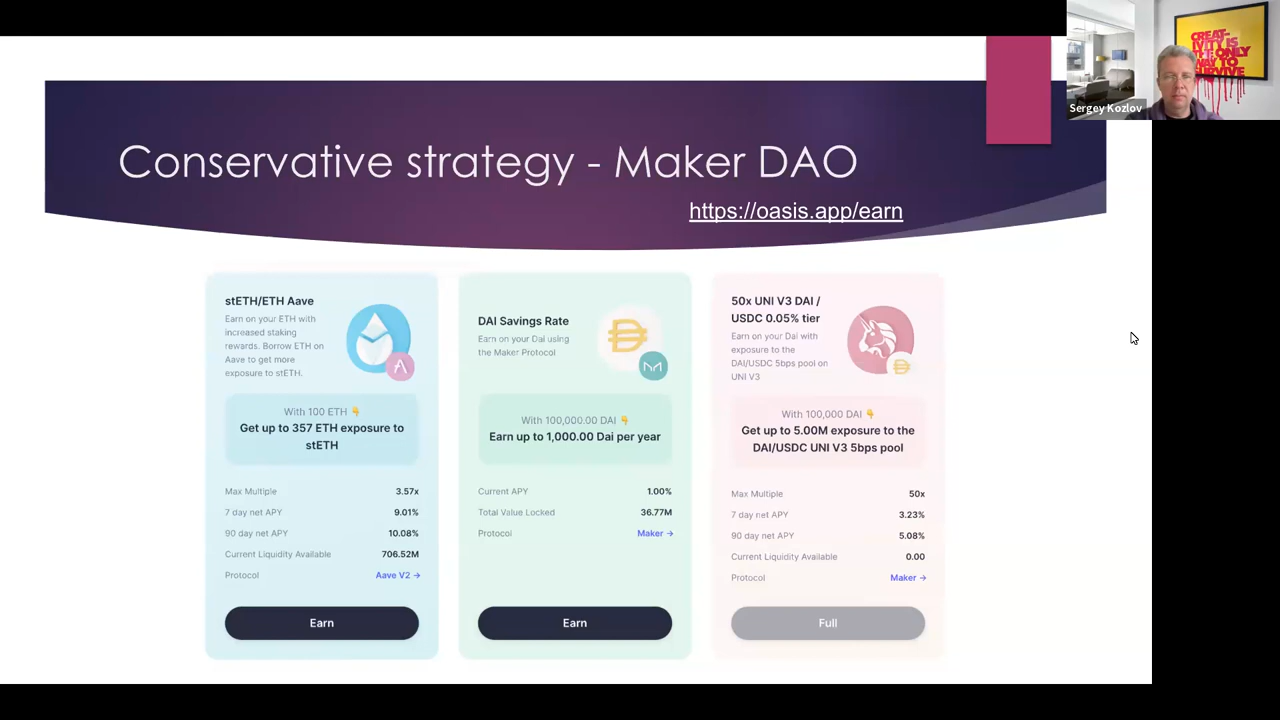 CREAT-
IVITY IS
THE ONLY
WAY TO
SURVIVE
Sergey Kozlov
Conservative strategy - Maker DAO
https://oasis.app/earn
stETH/ETH Aave
Earn on your ETH with
increased staking
rewards. Borrow ETH on
Aave to get more
exposure to stETH.
With 100 ETH 👇
Get up to 357 ETH exposure to
stETH
Max Multiple 3.57x
7 day net APY 9.01%
90 day net APY 10.08%
Current Liquidity Available 706.52M
Protocol Aave V2 →
Earn
DAI Savings Rate
Earn on your Dai using
the Maker Protocol
With 100,000.00 DAI 👇
Earn up to 1,000.00 Dai per year
Current APY 1.00%
Total Value Locked 36.77M
Protocol Maker →
Earn
50x UNI V3 DAI /
USDC 0.05% tier
Earn on your Dai with
exposure to the
DAI/USDC 5bps pool on
UNI V3
With 100,000 DAI 👇
Get up to 5.00M exposure to the
DAI/USDC UNI V3 5bps pool
Max Multiple 50x
7 day net APY 3.23%
90 day net APY 5.08%
Current Liquidity Available 0.00
Protocol Maker →
Full